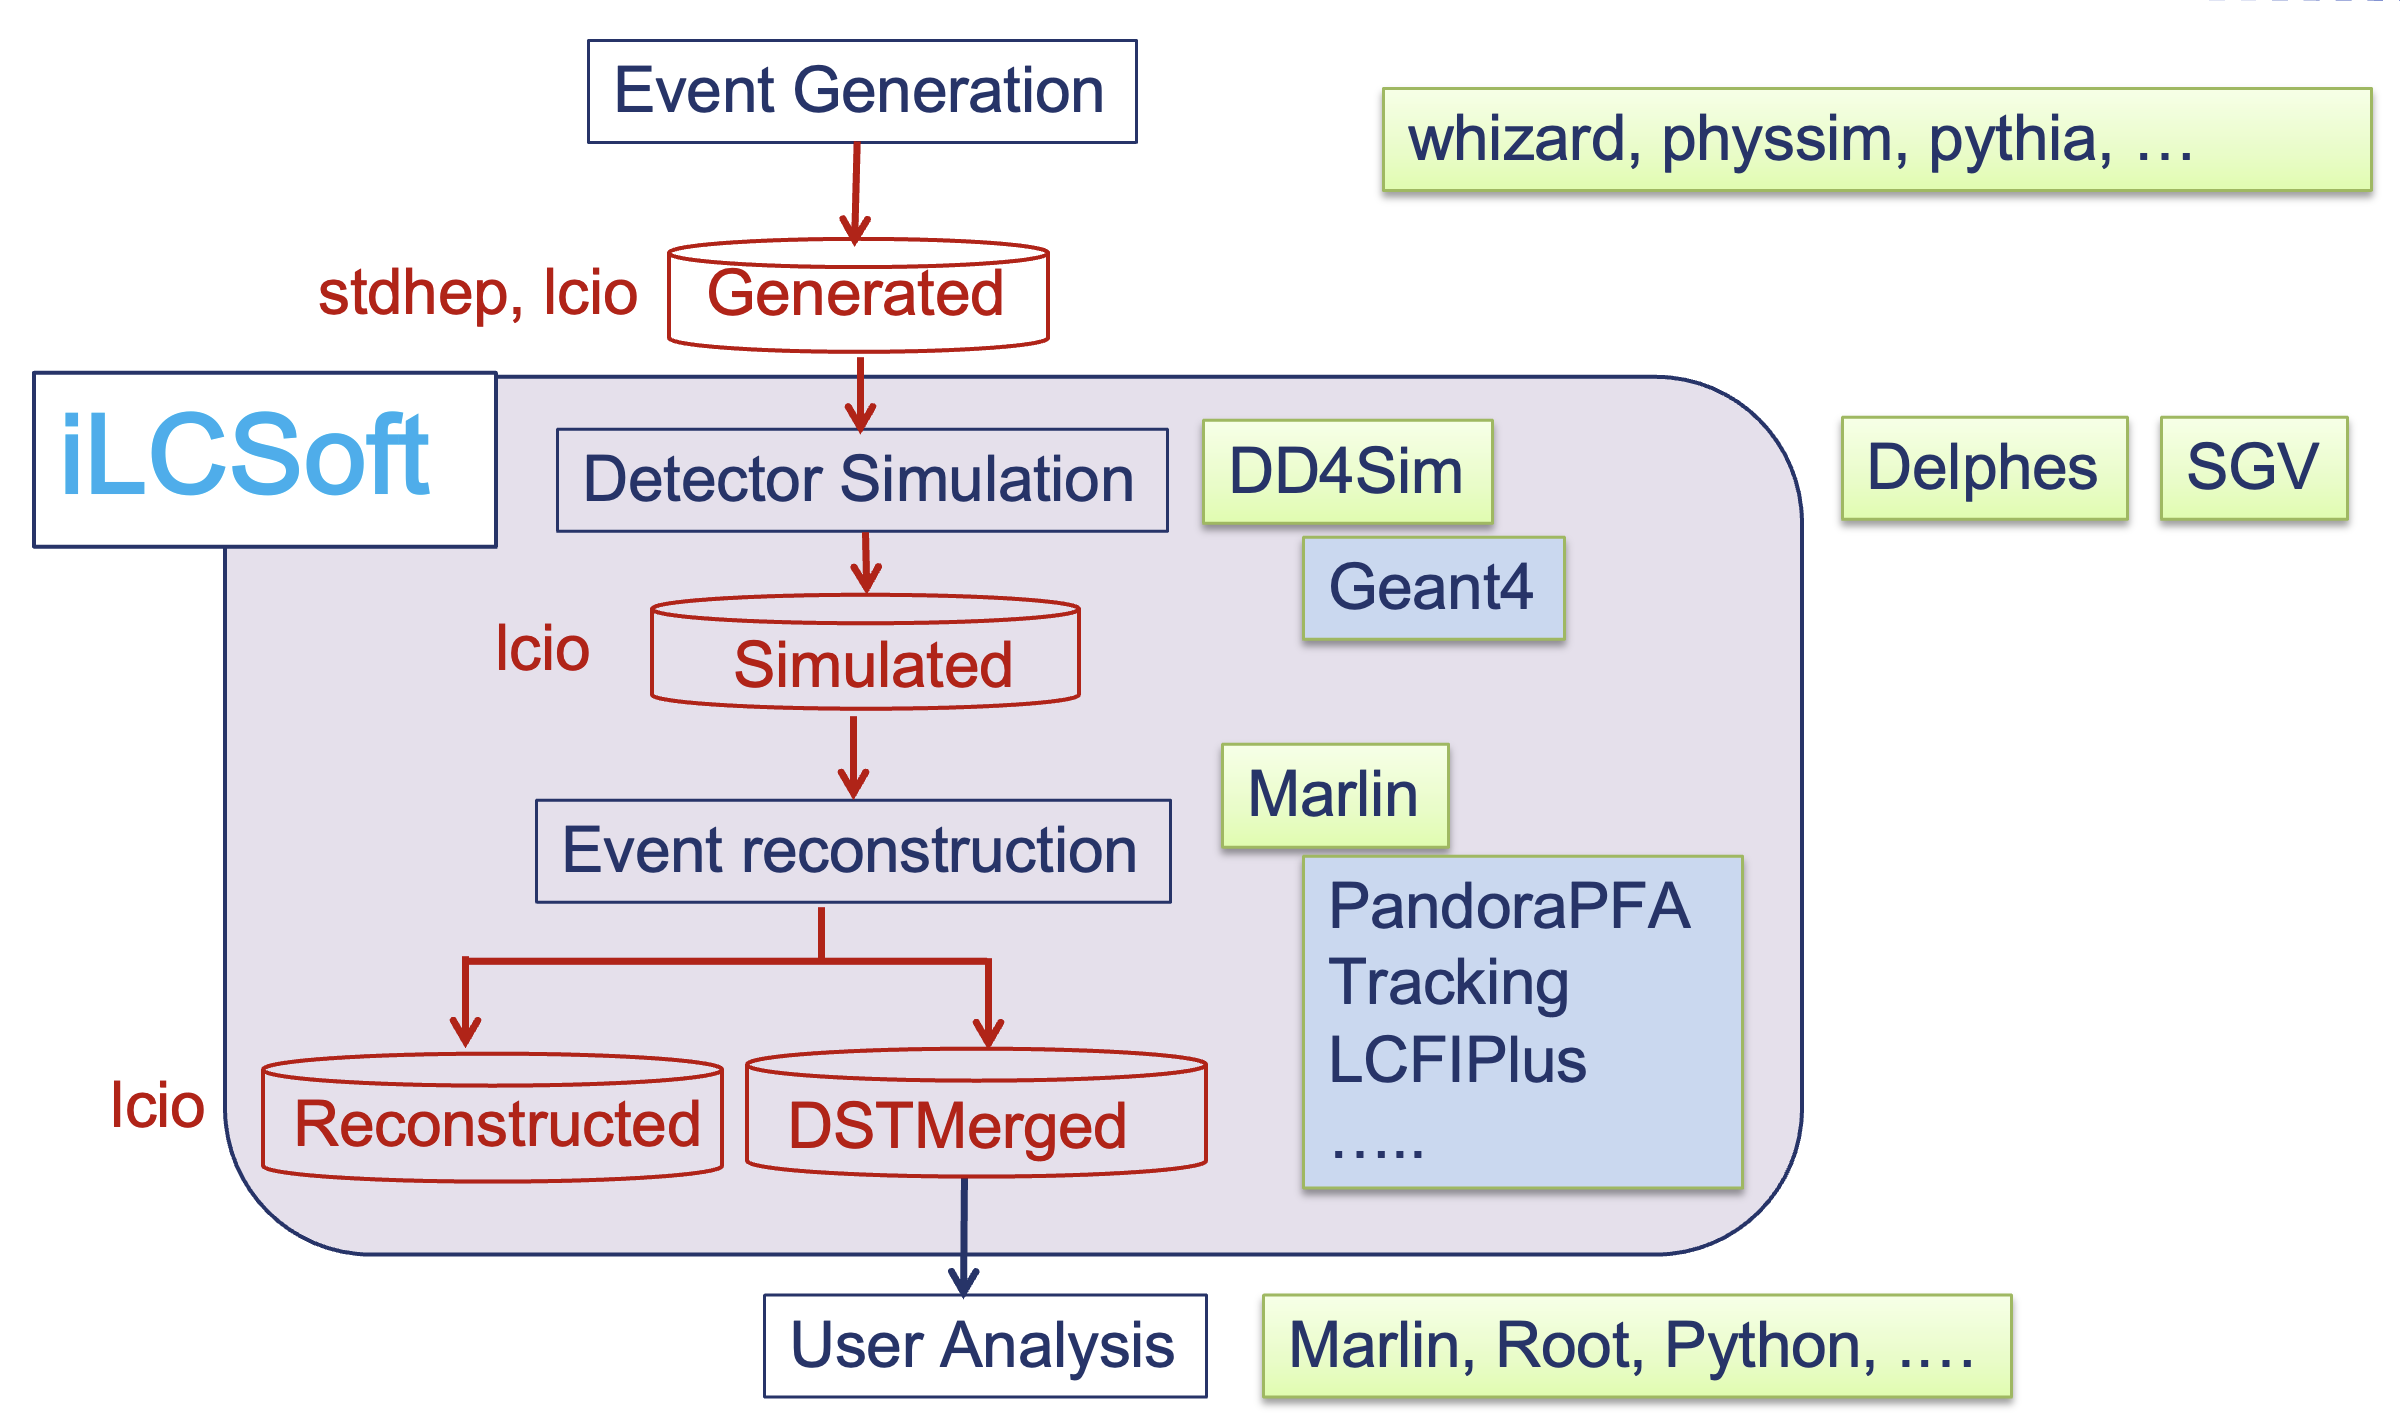 Event Generation
whizard, physsim, pythia, …
stdhep, lcio
Generated
iLCSoft
Detector Simulation
DD4Sim
Delphes
SGV
Geant4
lcio
Simulated
Marlin
Event reconstruction
PandoraPFA
Tracking
LCFIPlus
…..
lcio
Reconstructed
DSTMerged
User Analysis
Marlin, Root, Python, ….